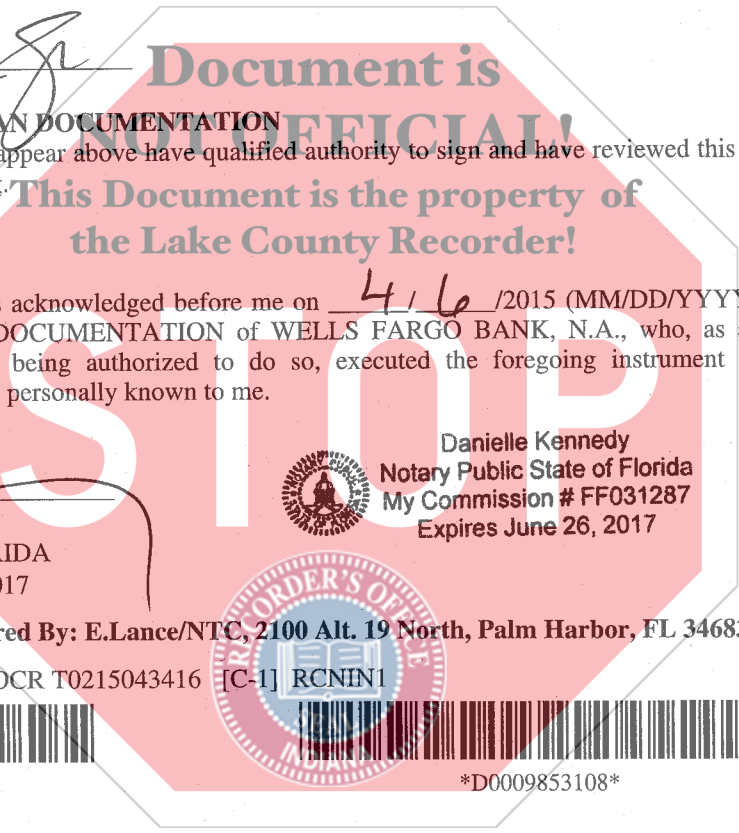 Document is
AN DOCUMENTATION
NOT OFFICIAL!
appear above have qualified authority to sign and have reviewed this
This Document is the property of
the Lake County Recorder!
s acknowledged before me on 4/ 6 /2015 (MM/DD/YYYY
DOCUMENTATION of WELLS FARGO BANK, N.A., who, as
being authorized to do so, executed the foregoing instrument
personally known to me.
STOP
Danielle Kennedy
Notary Public State of Florida
My Commission # FF031287
Expires June 26, 2017
IDA
017
RECORDER'S OFFICE
red By: E.Lance/NTC, 2100 Alt. 19 North, Palm Harbor, FL 34683
OCR T0215043416 [C-1] RCNIN1
SEAL
INDIANA
*D0009853108*